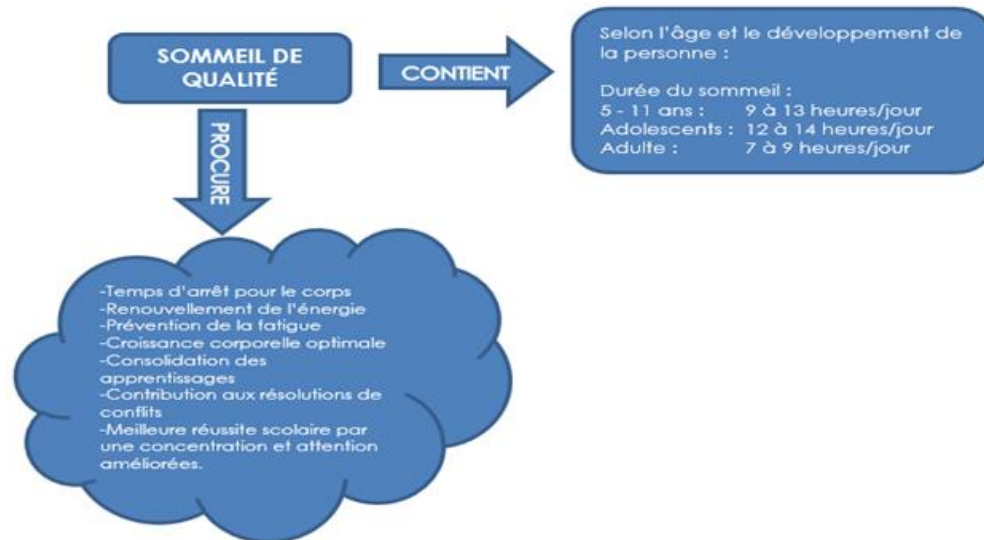 SOMMEIL DE
QUALITÉ
CONTIENT
Selon l'âge et le développement de
la personne :
Durée du sommeil :
5 - 11 ans : 9 à 13 heures/jour
Adolescents : 12 à 14 heures/jour
Adulte : 7 à 9 heures/jour
PROCURE
-Temps d'arrêt pour le corps
-Renouvellement de l'énergie
-Prévention de la fatigue
-Croissance corporelle optimale
-Consolidation des
apprentissages
-Contribution aux résolutions de
conflits
-Meilleure réussite scolaire par
une concentration et attention
améliorées.